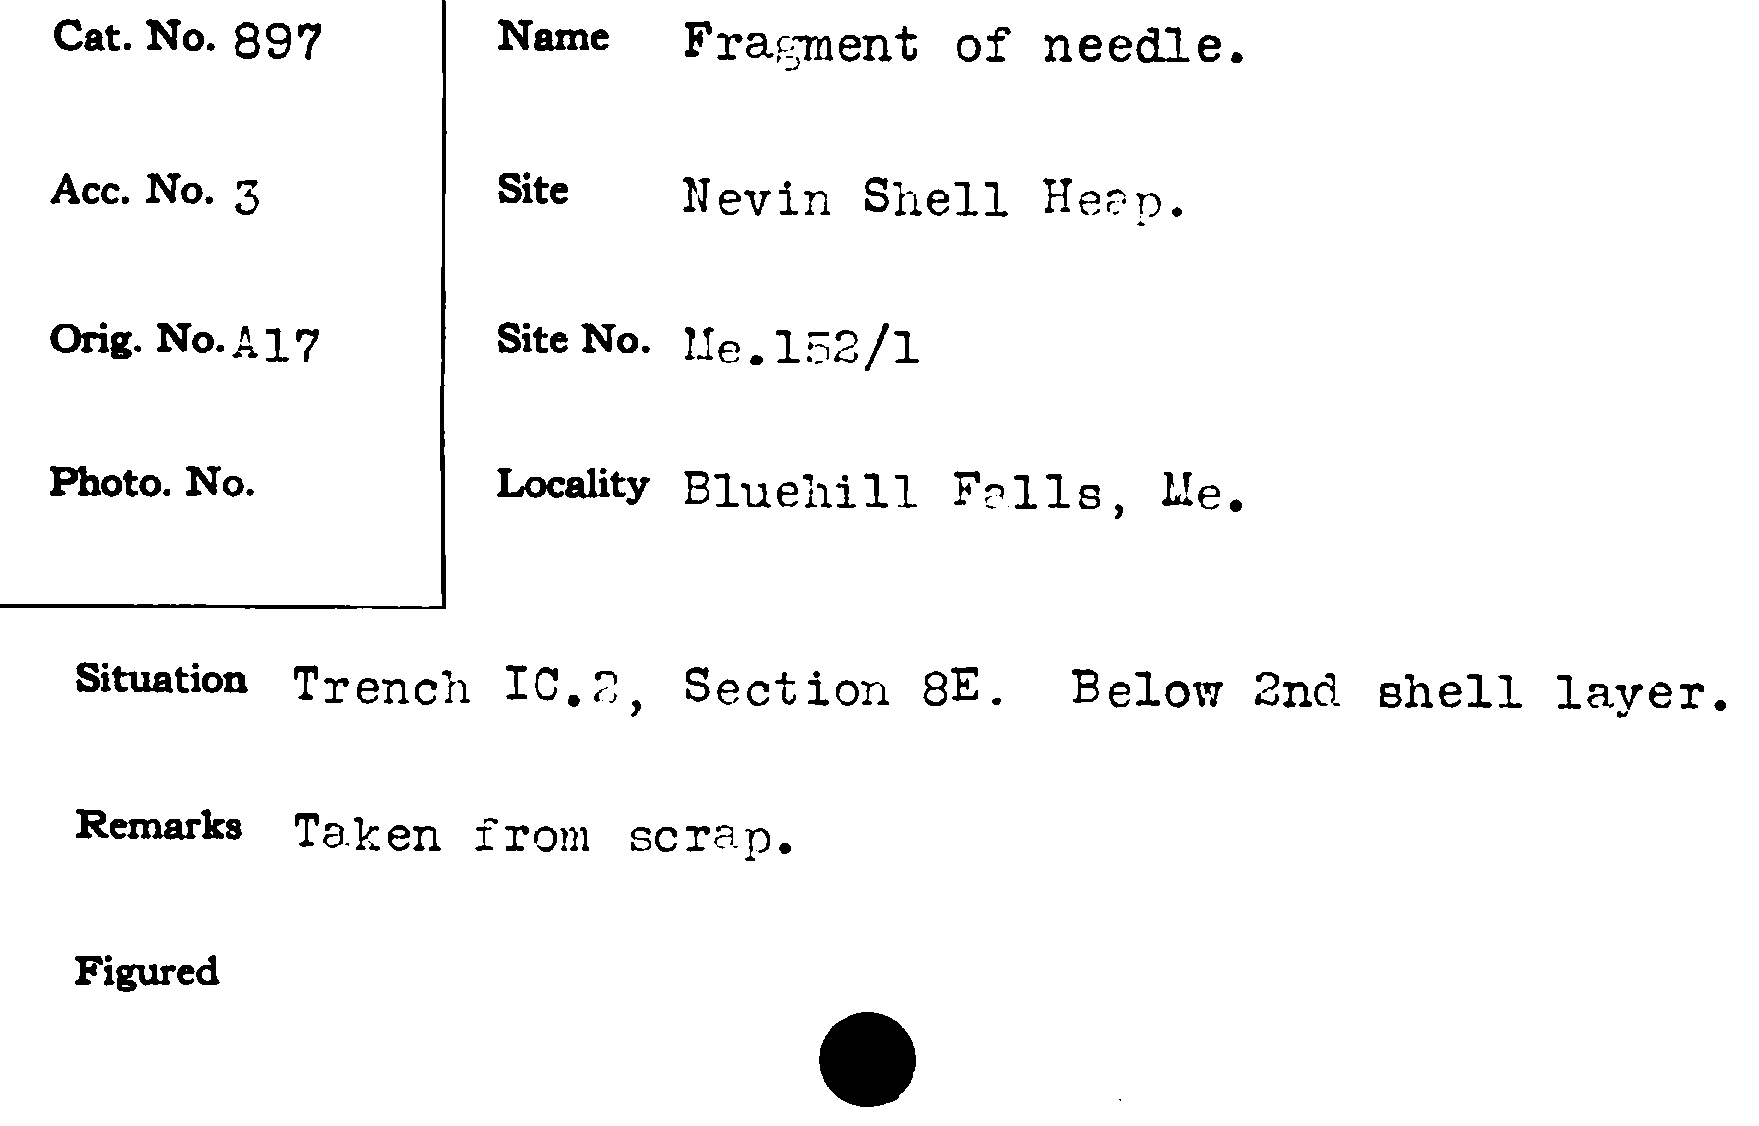 Cat. No. 897
Name Fragment of needle.
Acc. No. 3
Site Nevin Shell Heap.
Orig. No. A17
Site No. Me.152/1
Photo. No.
Locality Bluehill Falls, Me.
Situation Trench IC.2, Section 8E. Below 2nd shell layer.
Remarks Taken from scrap.
Figured